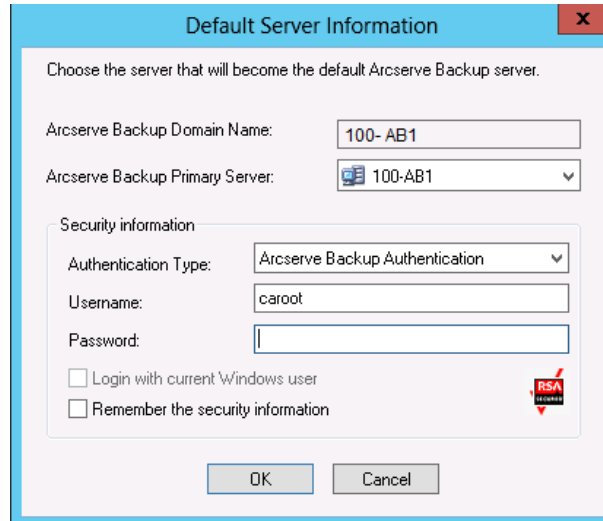 Default Server Information
x
Choose the server that will become the default Arcserve Backup server.
Arcserve Backup Domain Name: 100- AB1
Arcserve Backup Primary Server: 100-AB1
Security information
Authentication Type: Arcserve Backup Authentication
Username: caroot
Password:
Login with current Windows user
Remember the security information
RSA
SECURED
OK Cancel